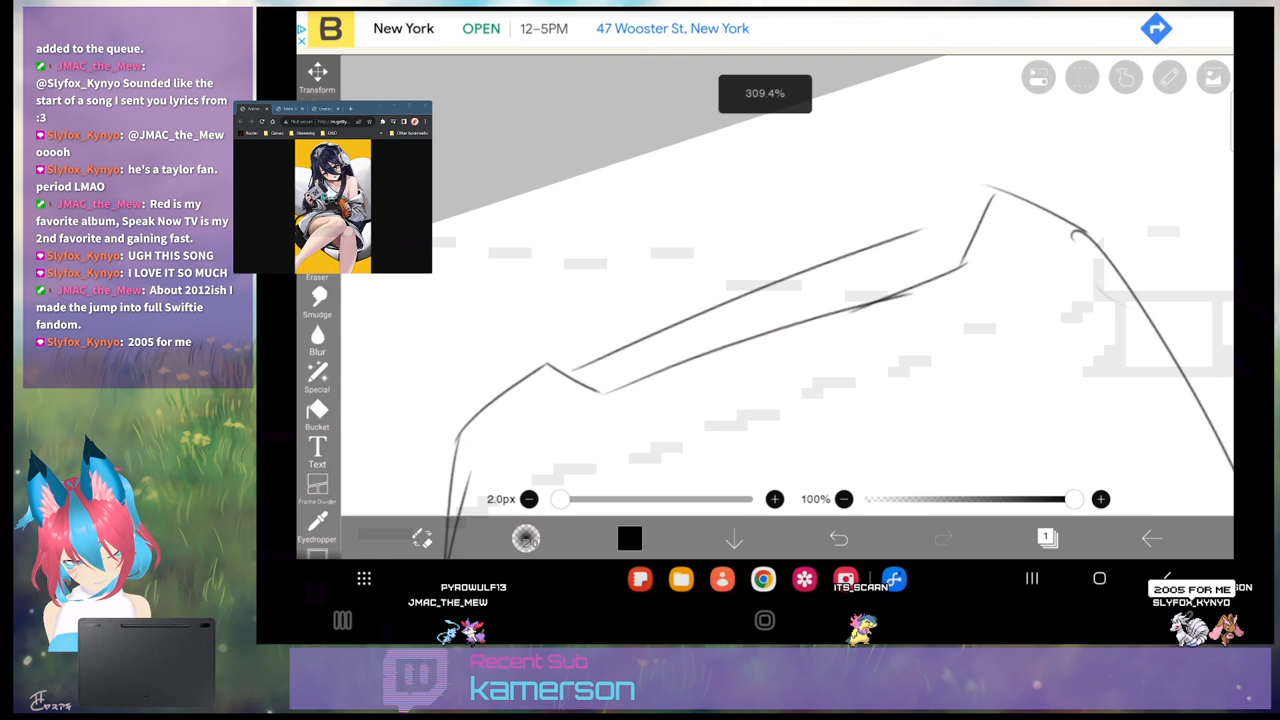 added to the queue.
JMAC_the_Mew:
@Slyfox_Kynyo Sounded like the
start of a song I sent you lyrics from
:3
Slyfox_Kynyo: @JMAC_the_Mew
ooooh
Slyfox_Kynyo: he's a taylor fan.
period LMAO
JMAC_the_Mew: Red is my
favorite album, Speak Now TV is my
2nd favorite and gaining fast.
Slyfox_Kynyo: UGH THIS SONG
Slyfox_Kynyo: I LOVE IT SO MUCH
JMAC_the_Mew: About 2012ish I
made the jump into full Swiftie
fandom.
Slyfox_Kynyo: 2005 for me
B
New York
OPEN
12–5PM
47 Wooster St, New York
309.4%
Transform
Eraser
Smudge
Blur
Special
Bucket
T
Text
Frame Divider
Eyedropper
2.0px
100%
2.0
1
PYROWULF13
JMAC_THE_MEW
ITS_SCARN
2005 FOR ME
SON
SLYFOX_KYNYO
Recent Sub
kamerson